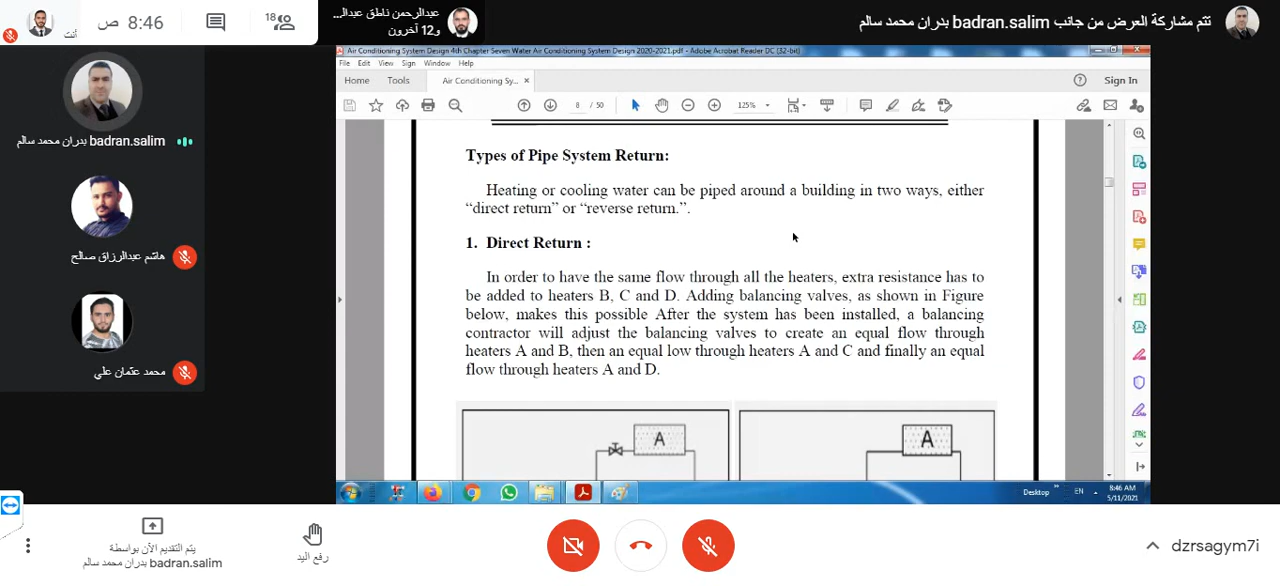 8:46 ص
18
أنت
عبدالرحمن ناطق عبدال...
و12 آخرون
تتم مشاركة العرض من جانب badran.salim بدران محمد سالم
badran.salim بدران محمد سالم
هاشم عبدالرزاق صالح
محمد عثمان علي
Air Conditioning System Design 4th Chapter Seven Water Air Conditioning System Design 2020-2021.pdf - Adobe Acrobat Reader DC (32-bit)
File Edit View Sign Window Help
Home Tools Air Conditioning Sy... × Sign In
8 / 50 125%
Types of Pipe System Return:
Heating or cooling water can be piped around a building in two ways, either
“direct return” or “reverse return.”.
1. Direct Return :
In order to have the same flow through all the heaters, extra resistance has to
be added to heaters B, C and D. Adding balancing valves, as shown in Figure
below, makes this possible After the system has been installed, a balancing
contractor will adjust the balancing valves to create an equal flow through
heaters A and B, then an equal low through heaters A and C and finally an equal
flow through heaters A and D.
A
A
Desktop » EN 8:46 AM
5/11/2021
يتم التقديم الآن بواسطة
badran.salim بدران محمد سالم
رفع اليد
dzrsagym7i